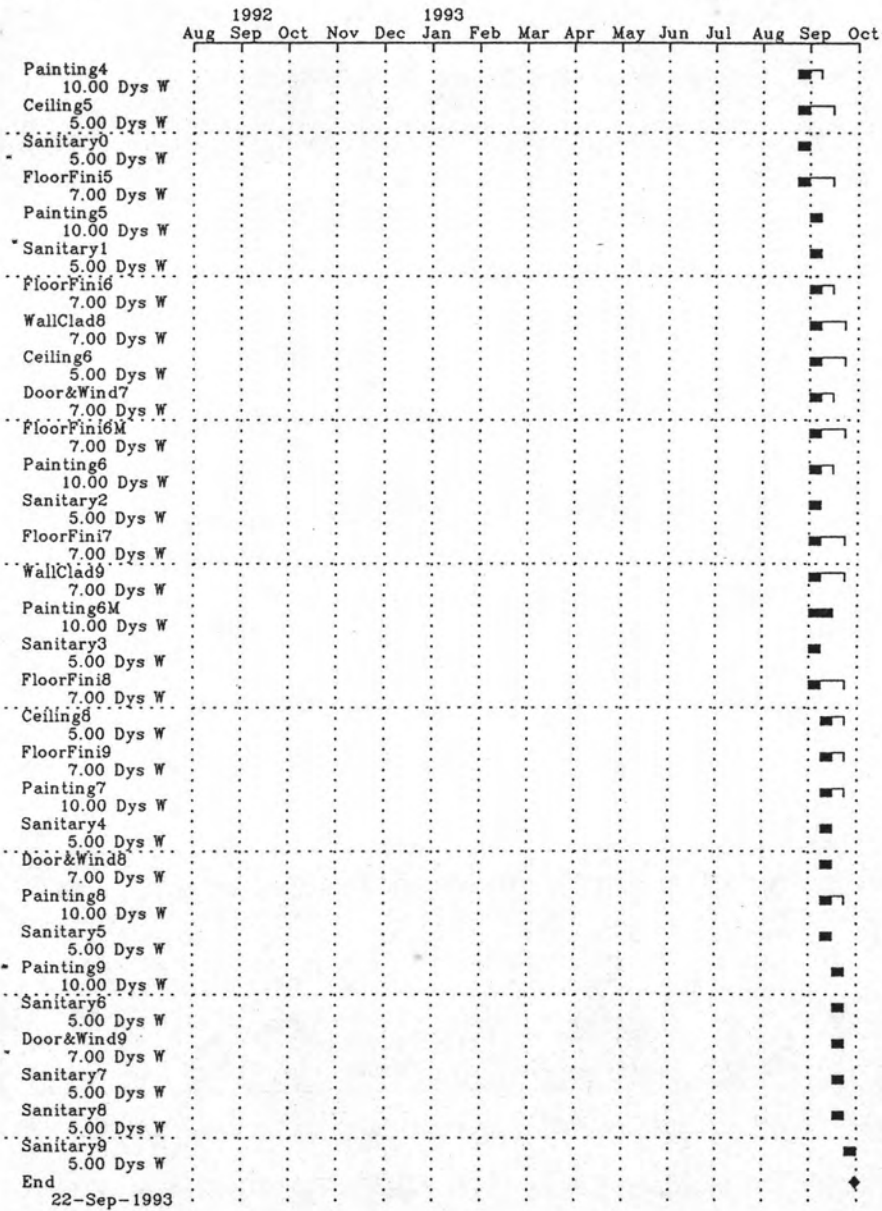 1992 1993
Aug Sep Oct Nov Dec Jan Feb Mar Apr May Jun Jul Aug Sep Oct
Painting4
10.00 Dys W
Ceiling5
5.00 Dys W
Sanitary0
5.00 Dys W
FloorFini5
7.00 Dys W
Painting5
10.00 Dys W
Sanitary1
5.00 Dys W
FloorFini6
7.00 Dys W
WallClad8
7.00 Dys W
Ceiling6
5.00 Dys W
Door&Wind7
7.00 Dys W
FloorFini6M
7.00 Dys W
Painting6
10.00 Dys W
Sanitary2
5.00 Dys W
FloorFini7
7.00 Dys W
WallClad9
7.00 Dys W
Painting6M
10.00 Dys W
Sanitary3
5.00 Dys W
FloorFini8
7.00 Dys W
Ceiling8
5.00 Dys W
FloorFini9
7.00 Dys W
Painting7
10.00 Dys W
Sanitary4
5.00 Dys W
Door&Wind8
7.00 Dys W
Painting8
10.00 Dys W
Sanitary5
5.00 Dys W
Painting9
10.00 Dys W
Sanitary6
5.00 Dys W
Door&Wind9
7.00 Dys W
Sanitary7
5.00 Dys W
Sanitary8
5.00 Dys W
Sanitary9
5.00 Dys W
End
22-Sep-1993